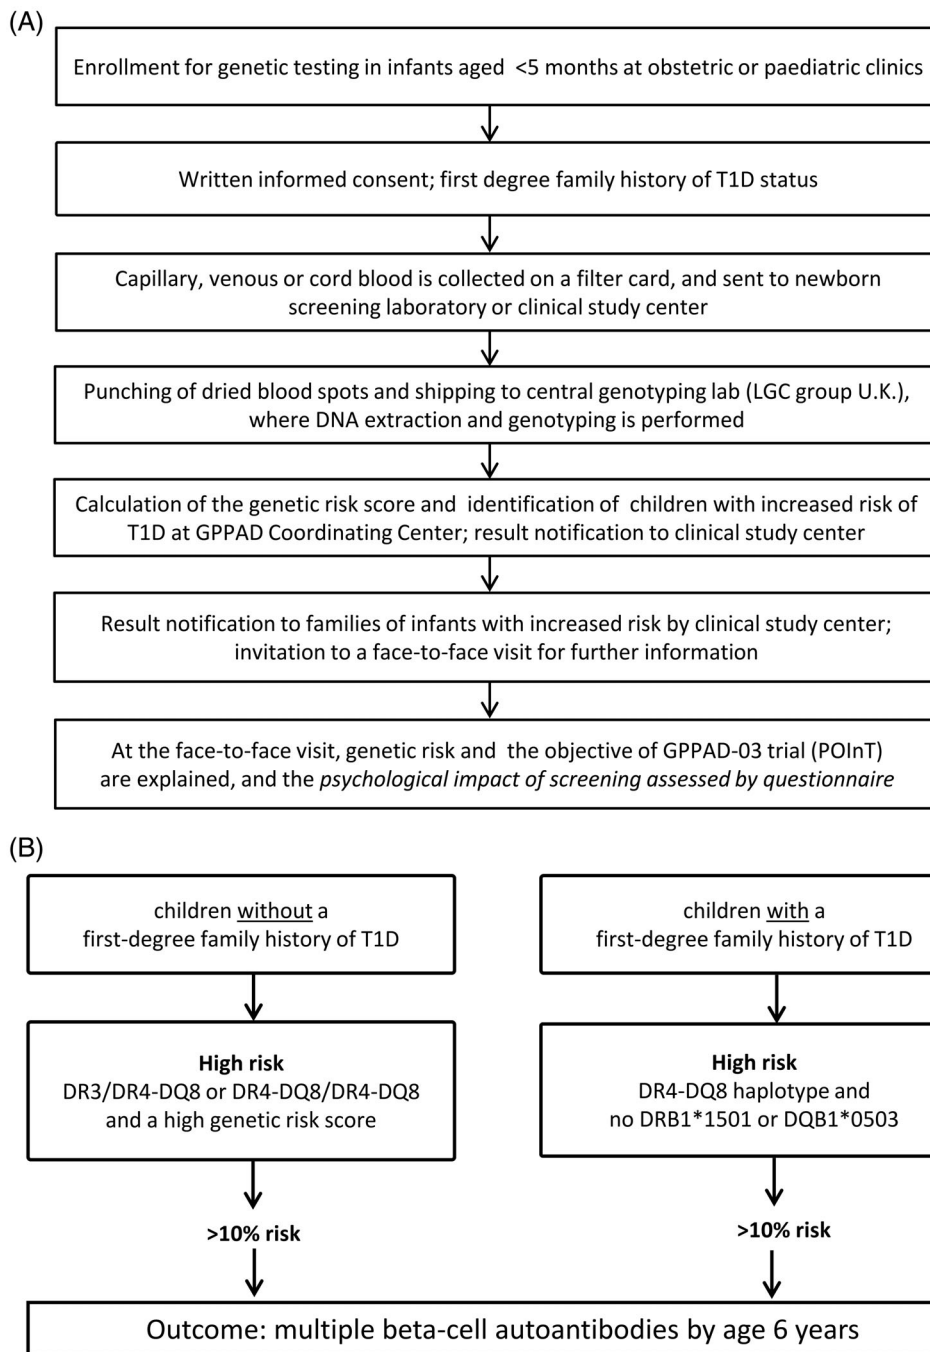 (A)
Enrollment for genetic testing in infants aged <5 months at obstetric or paediatric clinics
Written informed consent; first degree family history of T1D status
Capillary, venous or cord blood is collected on a filter card, and sent to newborn
screening laboratory or clinical study center
Punching of dried blood spots and shipping to central genotyping lab (LGC group U.K.),
where DNA extraction and genotyping is performed
Calculation of the genetic risk score and identification of children with increased risk of
T1D at GPPAD Coordinating Center; result notification to clinical study center
Result notification to families of infants with increased risk by clinical study center;
invitation to a face-to-face visit for further information
At the face-to-face visit, genetic risk and the objective of GPPAD-03 trial (POInT)
are explained, and the psychological impact of screening assessed by questionnaire
(B)
children without a
first-degree family history of T1D
High risk
DR3/DR4-DQ8 or DR4-DQ8/DR4-DQ8
and a high genetic risk score
>10% risk
children with a
first-degree family history of T1D
High risk
DR4-DQ8 haplotype and
no DRB1*1501 or DQB1*0503
>10% risk
Outcome: multiple beta-cell autoantibodies by age 6 years